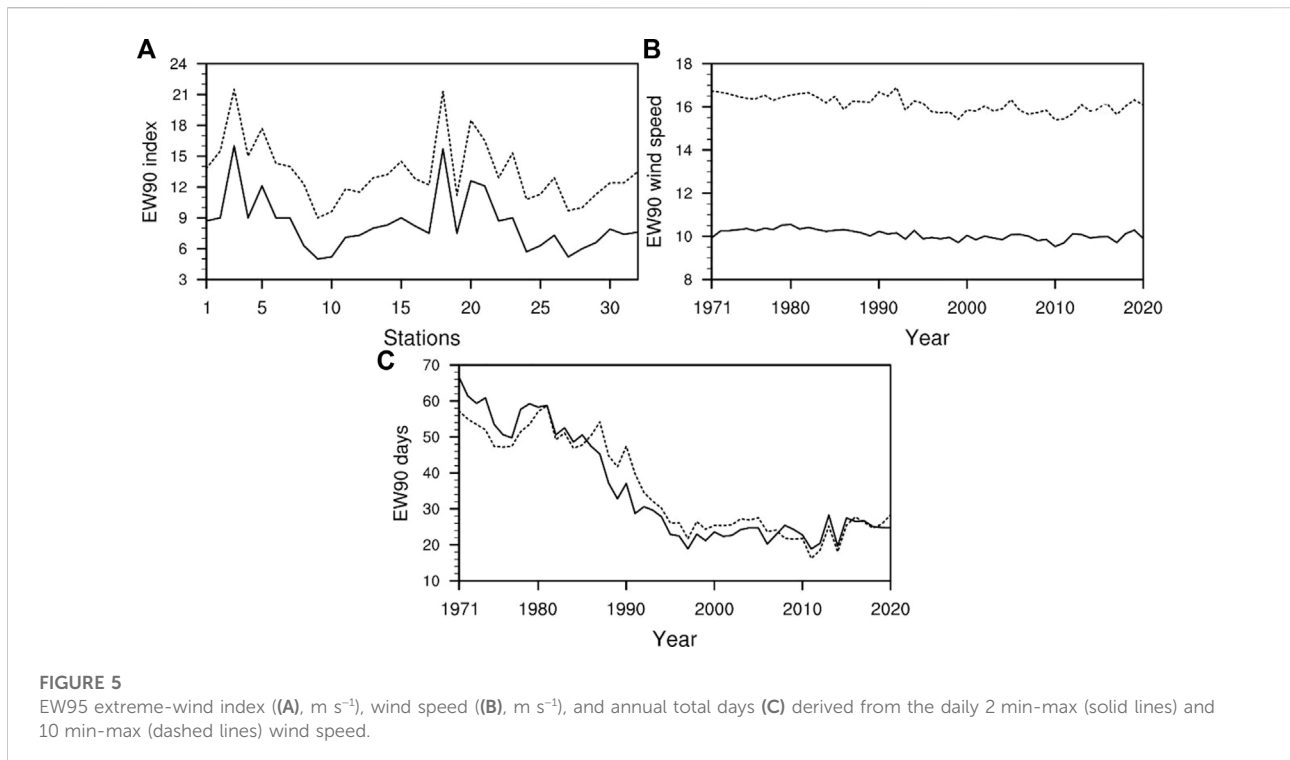 A
B
24
21
18
15
12
9
6
3
EW90 index
1 5 10 15 20 25 30
Stations
18
16
14
12
10
8
EW90 wind speed
1971 1980 1990 2000 2010 2020
Year
C
70
60
50
40
30
20
10
EW90 days
1971 1980 1990 2000 2010 2020
Year
FIGURE 5
EW95 extreme-wind index ((A), m s⁻¹), wind speed ((B), m s⁻¹), and annual total days (C) derived from the daily 2 min-max (solid lines) and
10 min-max (dashed lines) wind speed.